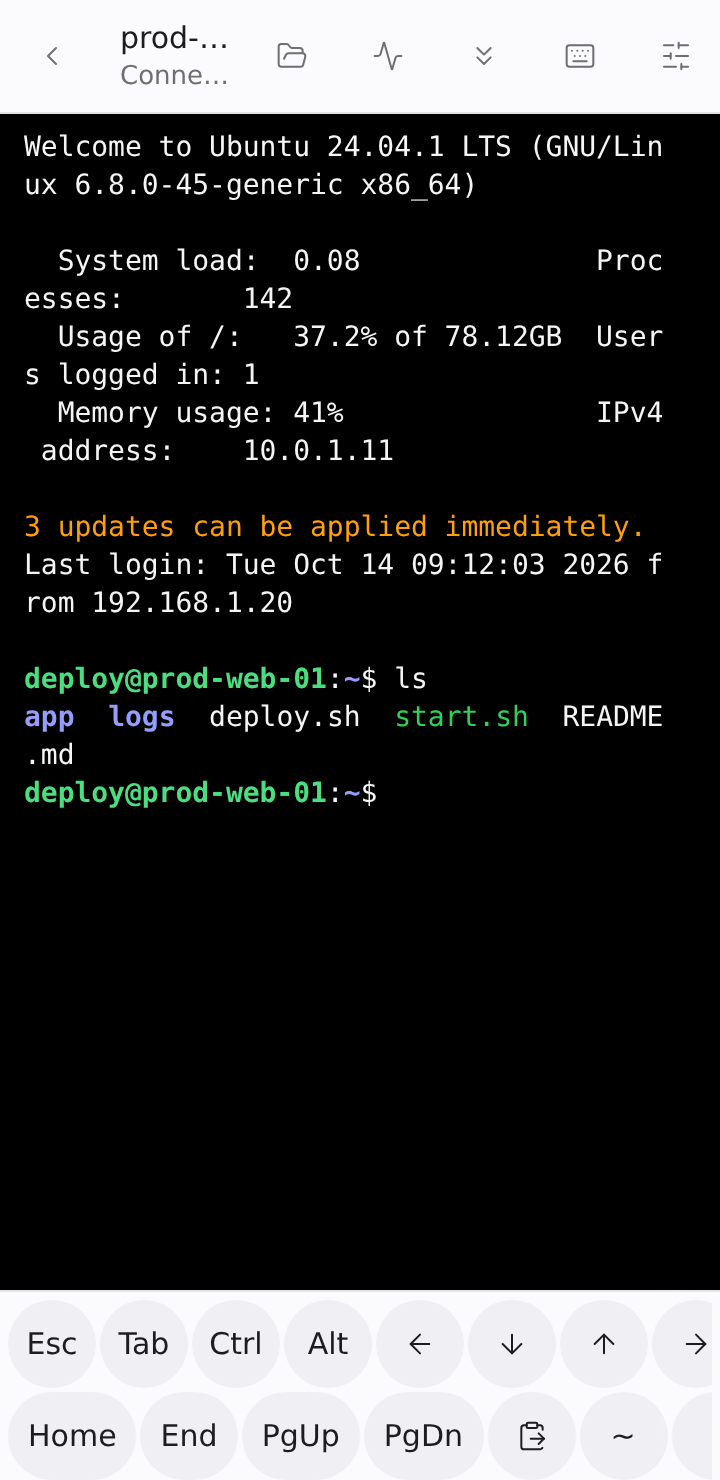 prod-...
Conne...
Welcome to Ubuntu 24.04.1 LTS (GNU/Lin
ux 6.8.0-45-generic x86_64)
  System load:  0.08              Proc
esses:       142
  Usage of /:   37.2% of 78.12GB  User
s logged in: 1
  Memory usage: 41%               IPv4
 address:    10.0.1.11
3 updates can be applied immediately.
Last login: Tue Oct 14 09:12:03 2026 f
rom 192.168.1.20
deploy@prod-web-01:~$ ls
app  logs  deploy.sh  start.sh  README
.md
deploy@prod-web-01:~$
Esc Tab Ctrl Alt ← ↓ ↑ →
Home End PgUp PgDn ~